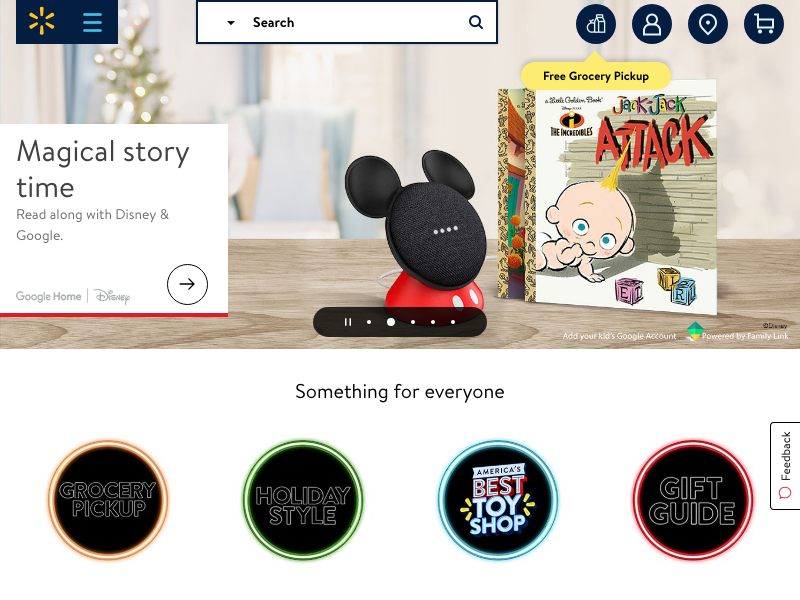 Search
Free Grocery Pickup
a Little Golden Book®
Disney·PIXAR
THE INCREDIBLES
JACK-JACK
ATTACK
Magical story
time
Read along with Disney &
Google.
Google Home | Disney
Add your kid's Google Account
Powered by Family Link
©Disney
Something for everyone
GROCERY
PICKUP
HOLIDAY
STYLE
AMERICA'S
BEST
TOY
SHOP
GIFT
GUIDE
Feedback